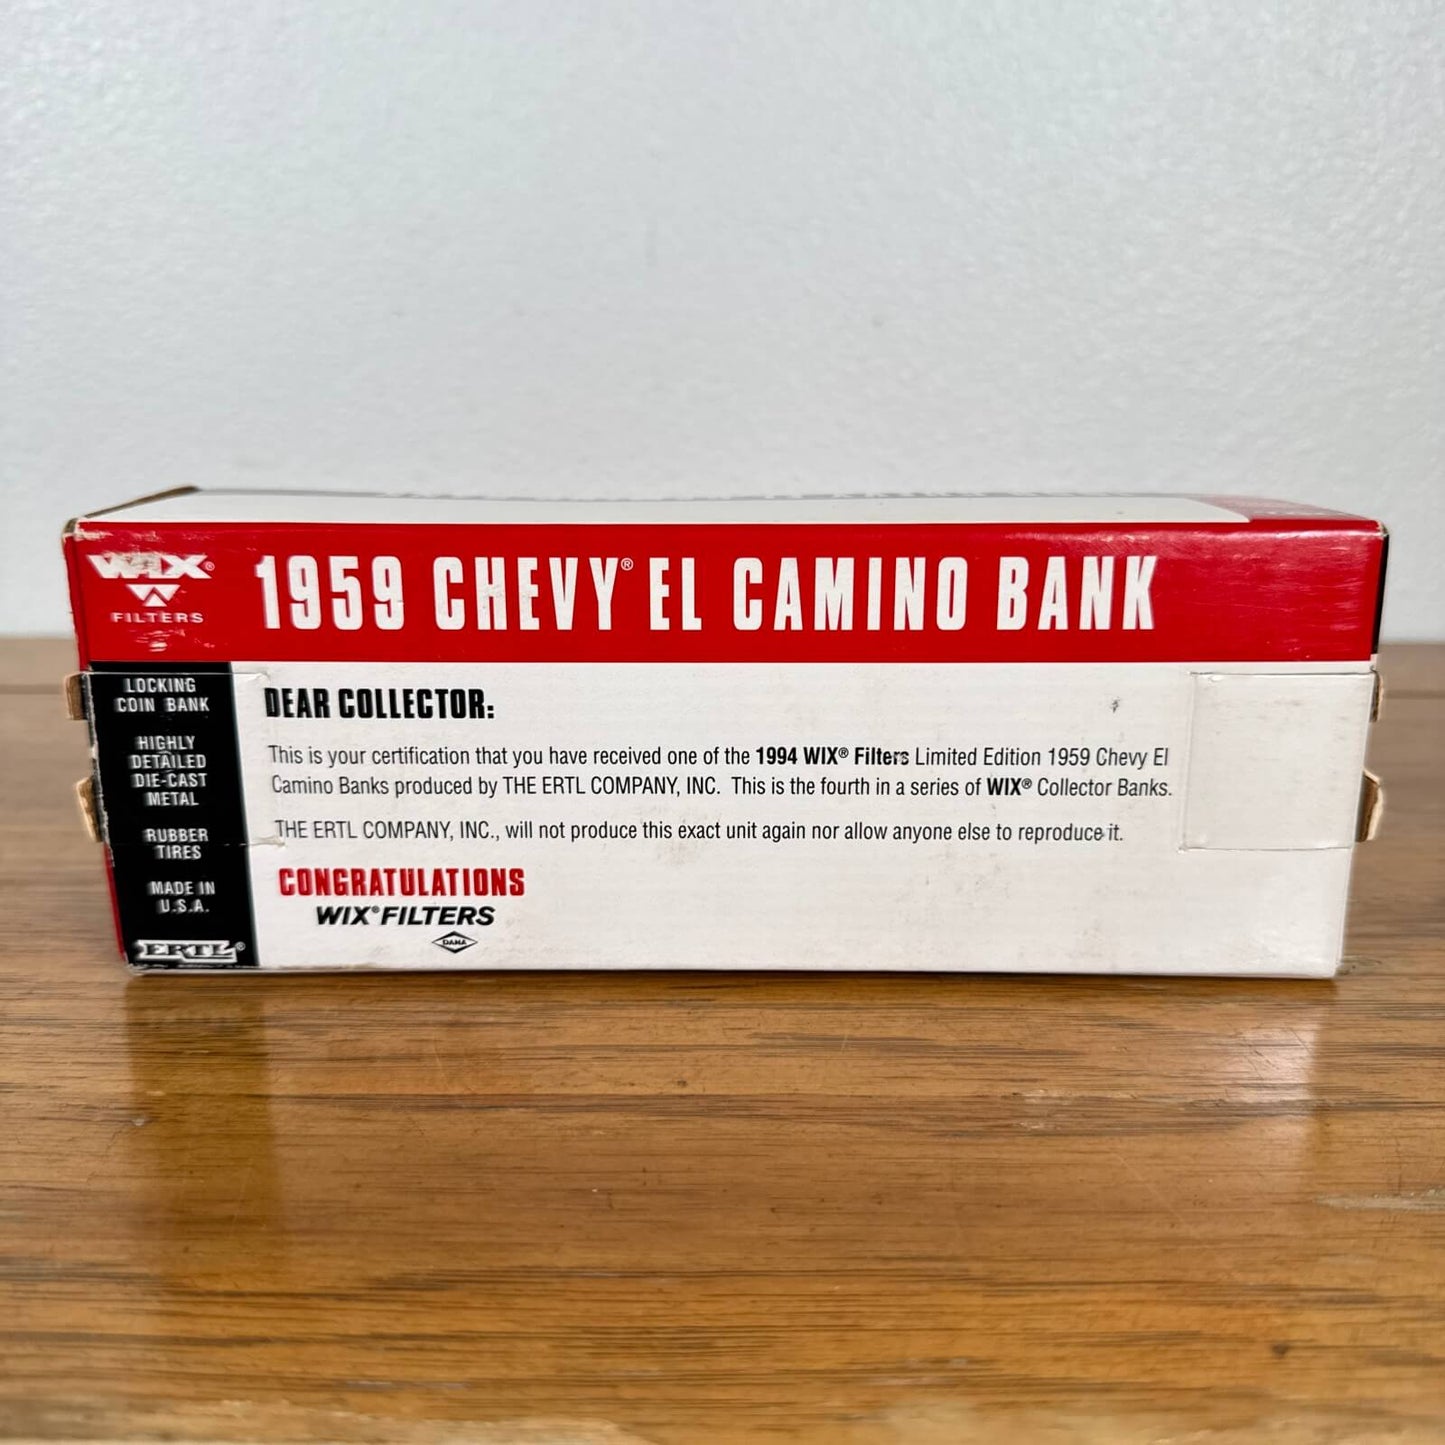 WIX®
FILTERS
1959 CHEVY® EL CAMINO BANK
LOCKING
COIN BANK
HIGHLY
DETAILED
DIE-CAST
METAL
RUBBER
TIRES
MADE IN
U.S.A.
ERTL®
DEAR COLLECTOR:
This is your certification that you have received one of the 1994 WIX® Filters Limited Edition 1959 Chevy El
Camino Banks produced by THE ERTL COMPANY, INC. This is the fourth in a series of WIX® Collector Banks.
THE ERTL COMPANY, INC., will not produce this exact unit again nor allow anyone else to reproduce it.
CONGRATULATIONS
WIX® FILTERS
DANA